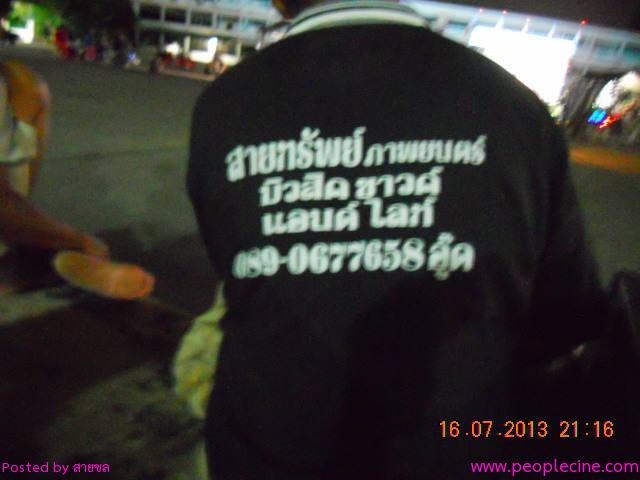 สายทรัพย์ ภาพยนตร์
มิวสิค ซาวด์
แอนด์ ไลท์
089-0677658 อู๊ด
16.07.2013 21:16
Posted by สายชล
www.peoplecine.com